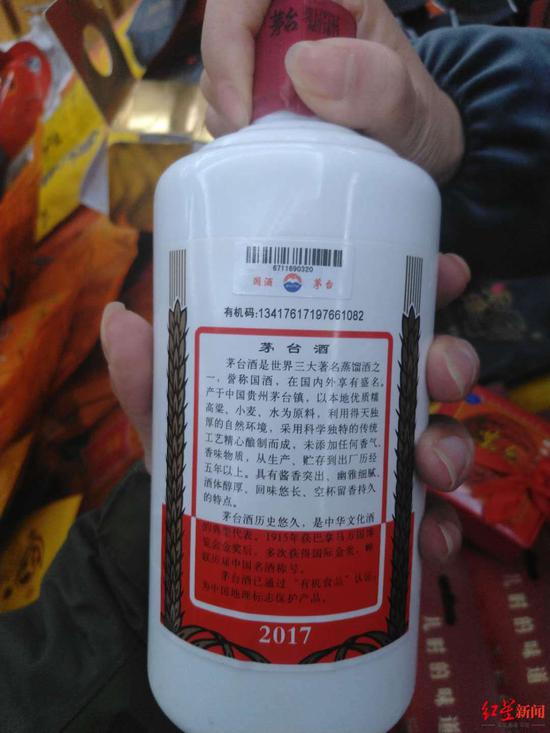 茅台
6711690320
国酒 茅台
有机码:13417617197661082
茅台酒
茅台酒是世界三大著名蒸馏酒之
一，誉称国酒，在国内外享有盛名。
产于中国贵州茅台镇，以本地优质糯
高粱、小麦、水为原料，利用得天独
厚的自然环境，采用科学独特的传统
工艺精心酿制而成，未添加任何香气、
香味物质，从生产、贮存到出厂历经
五年以上。具有酱香突出、幽雅细腻、
酒体醇厚、回味悠长、空杯留香持久
的特点。
茅台酒历史悠久，是中华文化酒
的典型代表。1915年获巴拿马万国博
览会金奖后，多次获得国际金奖，蝉
联历届中国名酒称号。
茅台酒已通过“有机食品”认证，
为中国地理标志保护产品。
2017
儿时的味道
红星新闻